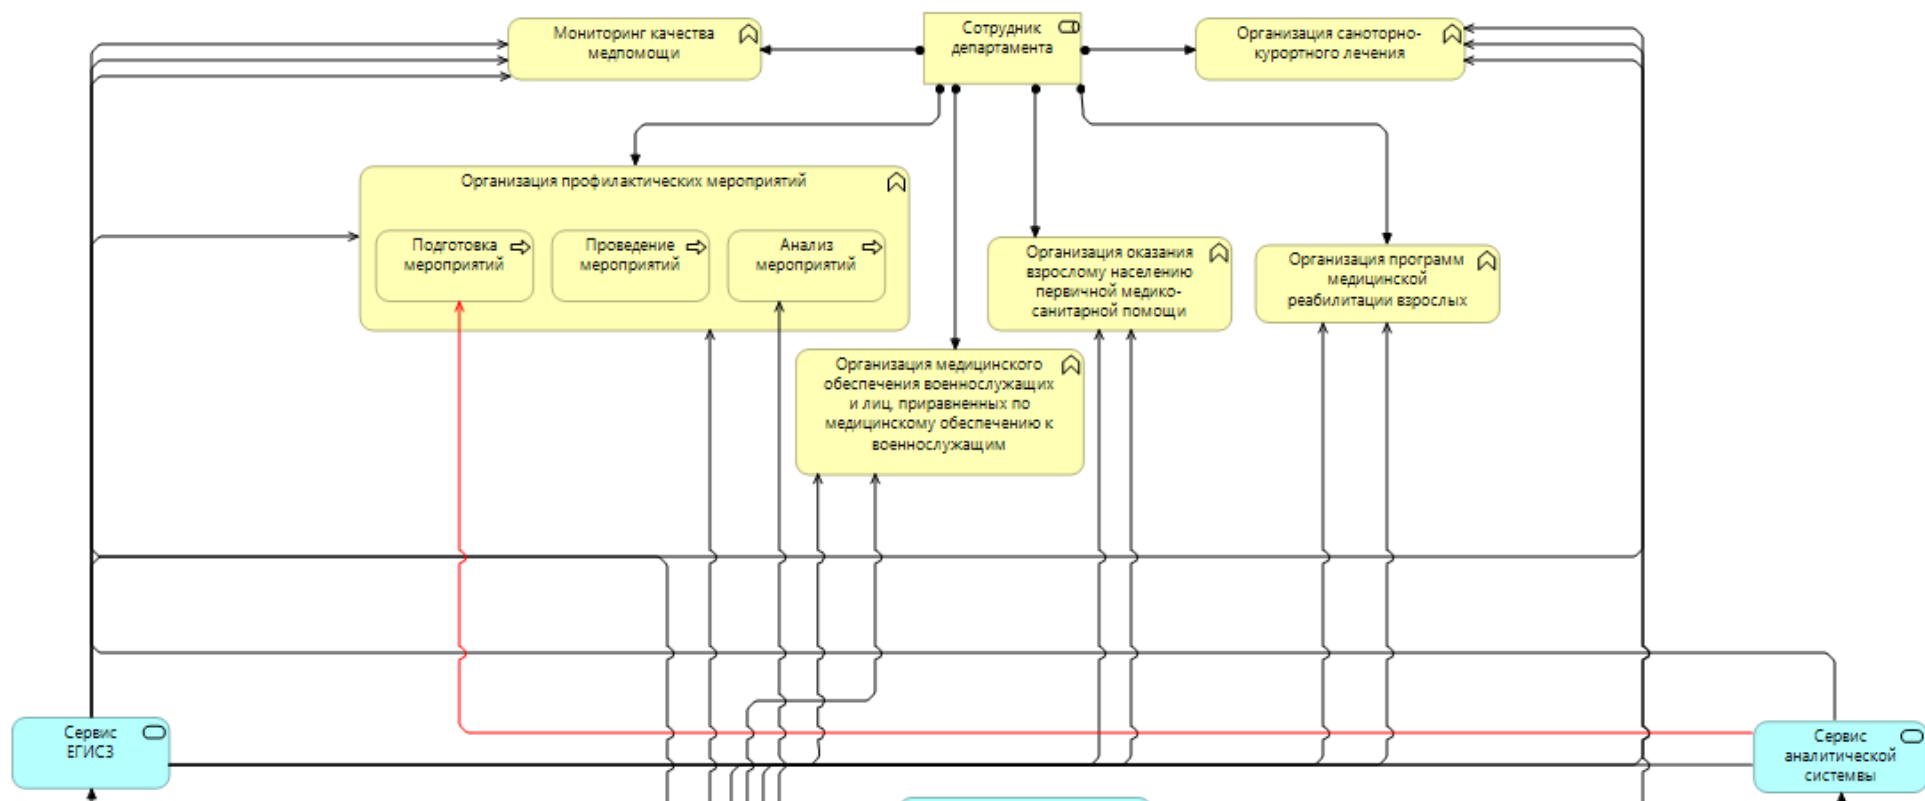 Мониторинг качества
медпомощи
Сотрудник
департамента
Организация саноторно-
курортного лечения
Организация профилактических мероприятий
Подготовка
мероприятий
Проведение
мероприятий
Анализ
мероприятий
Организация оказания
взрослому населению
первичной медико-
санитарной помощи
Организация программ
медицинской
реабилитации взрослых
Организация медицинского
обеспечения военнослужащих
и лиц, приравненных по
медицинскому обеспечению к
военнослужащим
Сервис
ЕГИСЗ
Сервис
аналитической
системвы